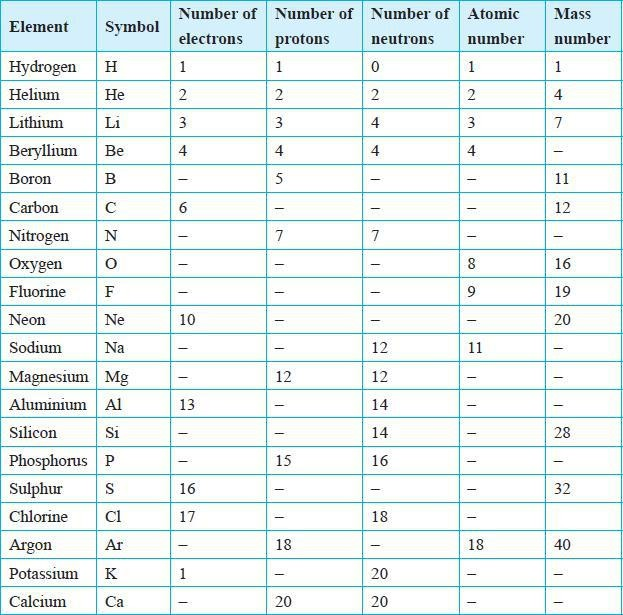 Element Symbol Number of electrons Number of protons Number of neutrons Atomic number Mass number
Hydrogen H 1 1 0 1 1
Helium He 2 2 2 2 4
Lithium Li 3 3 4 3 7
Beryllium Be 4 4 4 4 –
Boron B – 5 – – 11
Carbon C 6 – – – 12
Nitrogen N – 7 7 – –
Oxygen O – – – 8 16
Fluorine F – – – 9 19
Neon Ne 10 – – – 20
Sodium Na – – 12 11 –
Magnesium Mg – 12 12 – –
Aluminium Al 13 – 14 – –
Silicon Si – – 14 – 28
Phosphorus P – 15 16 – –
Sulphur S 16 – – – 32
Chlorine Cl 17 – 18 –
Argon Ar – 18 – 18 40
Potassium K 1 – 20 – –
Calcium Ca – 20 20 – –